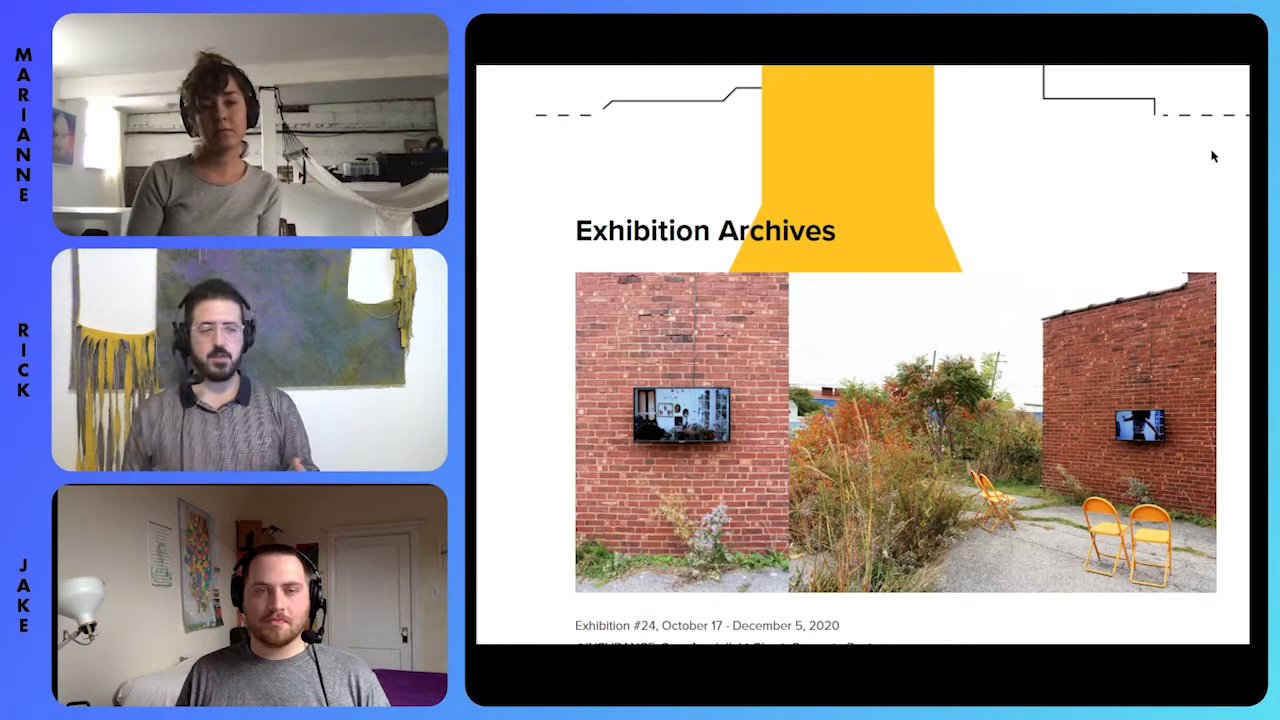 MARIANNE
RICK
JAKE
Exhibition Archives
Exhibition #24, October 17 - December 5, 2020